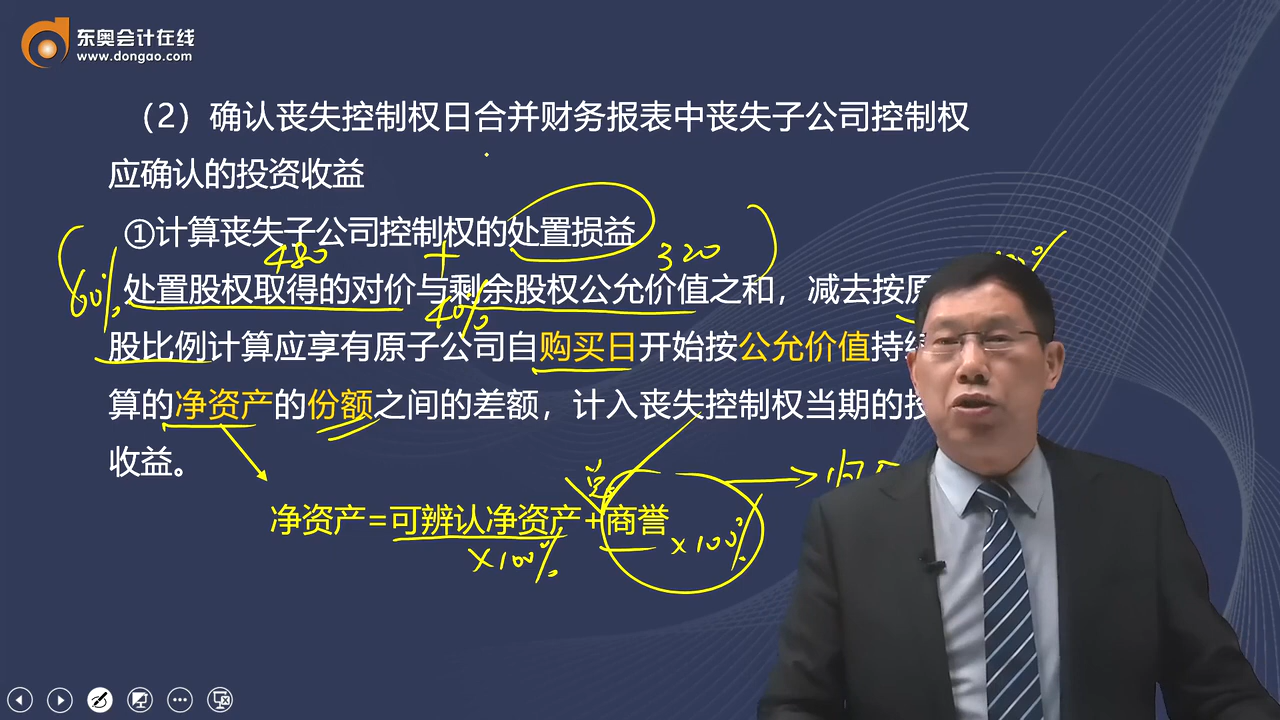 东奥会计在线
www.dongao.com
（2）确认丧失控制权日合并财务报表中丧失子公司控制权
应确认的投资收益
①计算丧失子公司控制权的处置损益
480 + 320
60% 处置股权取得的对价与剩余股权公允价值之和，减去按原
40%
股比例计算应享有原子公司自购买日开始按公允价值持续
算的净资产的份额之间的差额，计入丧失控制权当期的投
收益。
净资产=可辨认净资产+商誉
×100% ×100%